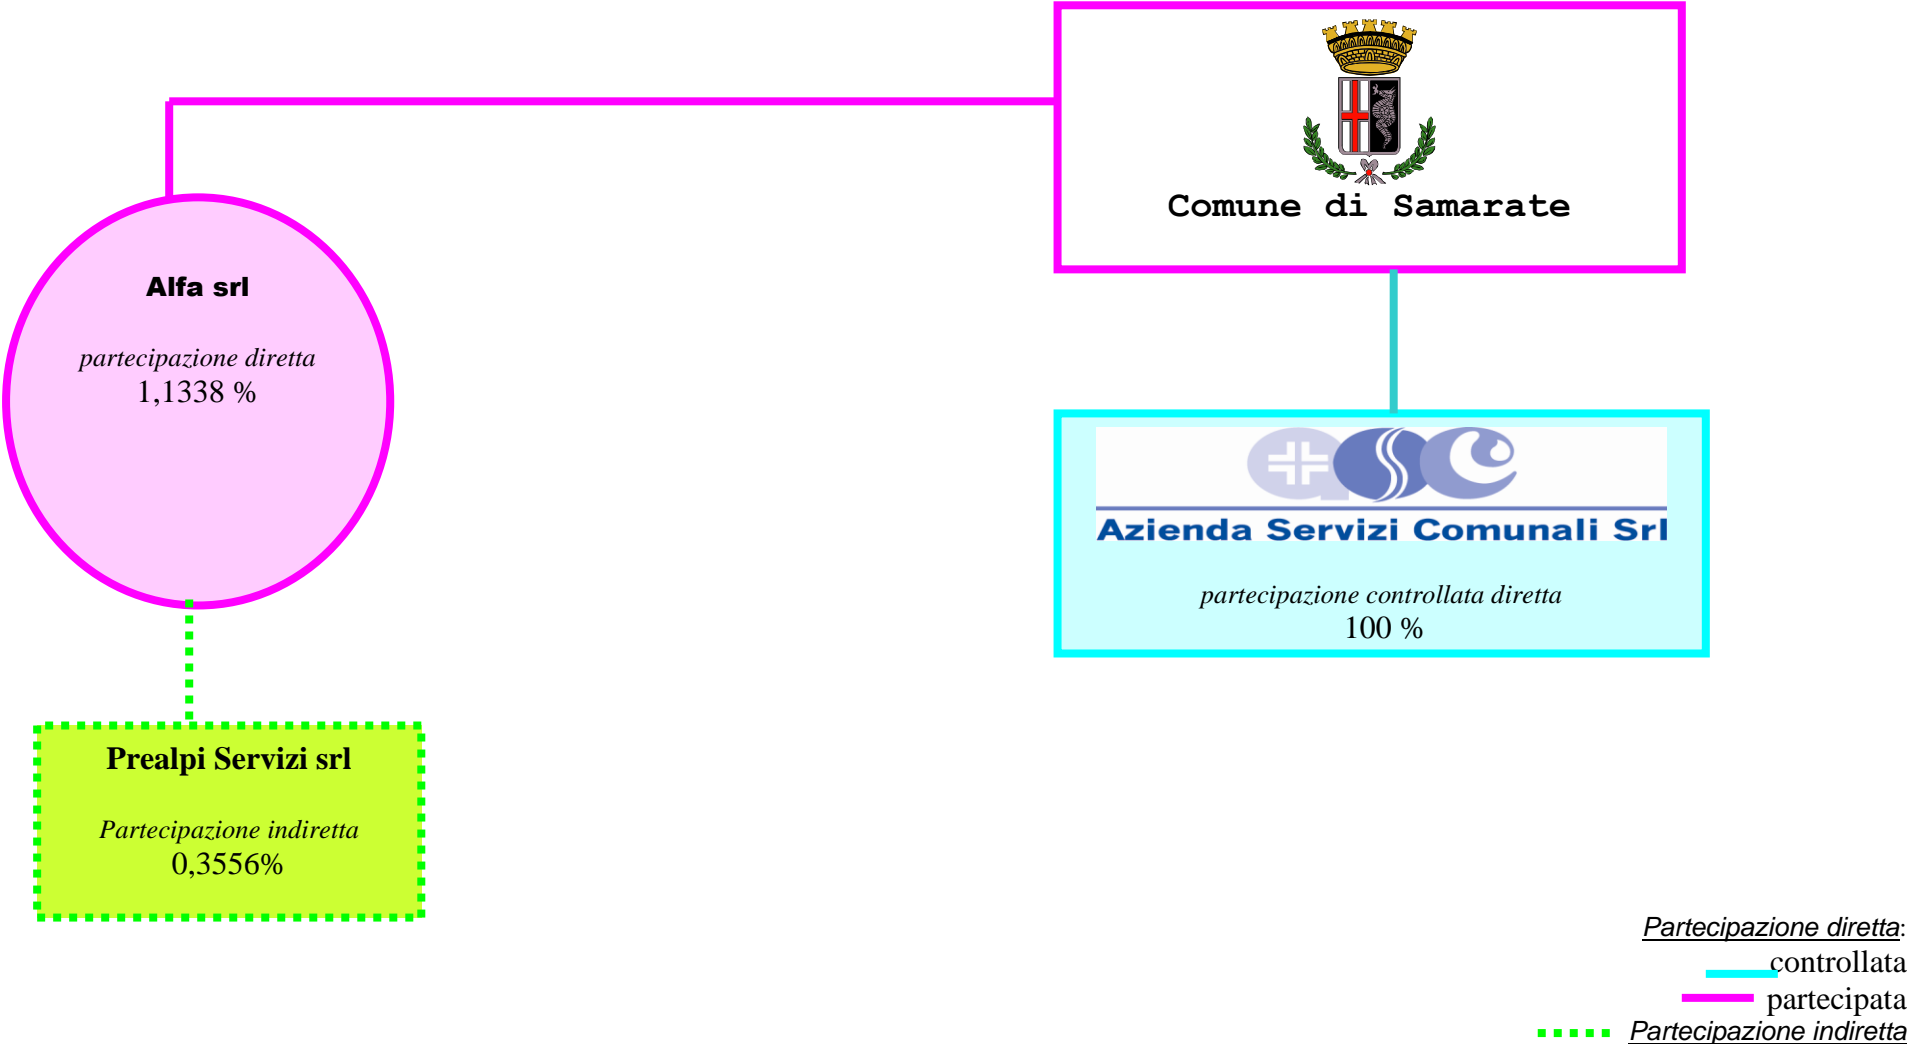 Comune di Samarate
Alfa srl
partecipazione diretta
1,1338 %
asc
Azienda Servizi Comunali Srl
partecipazione controllata diretta
100 %
Prealpi Servizi srl
Partecipazione indiretta
0,3556%
Partecipazione diretta:
controllata
partecipata
Partecipazione indiretta